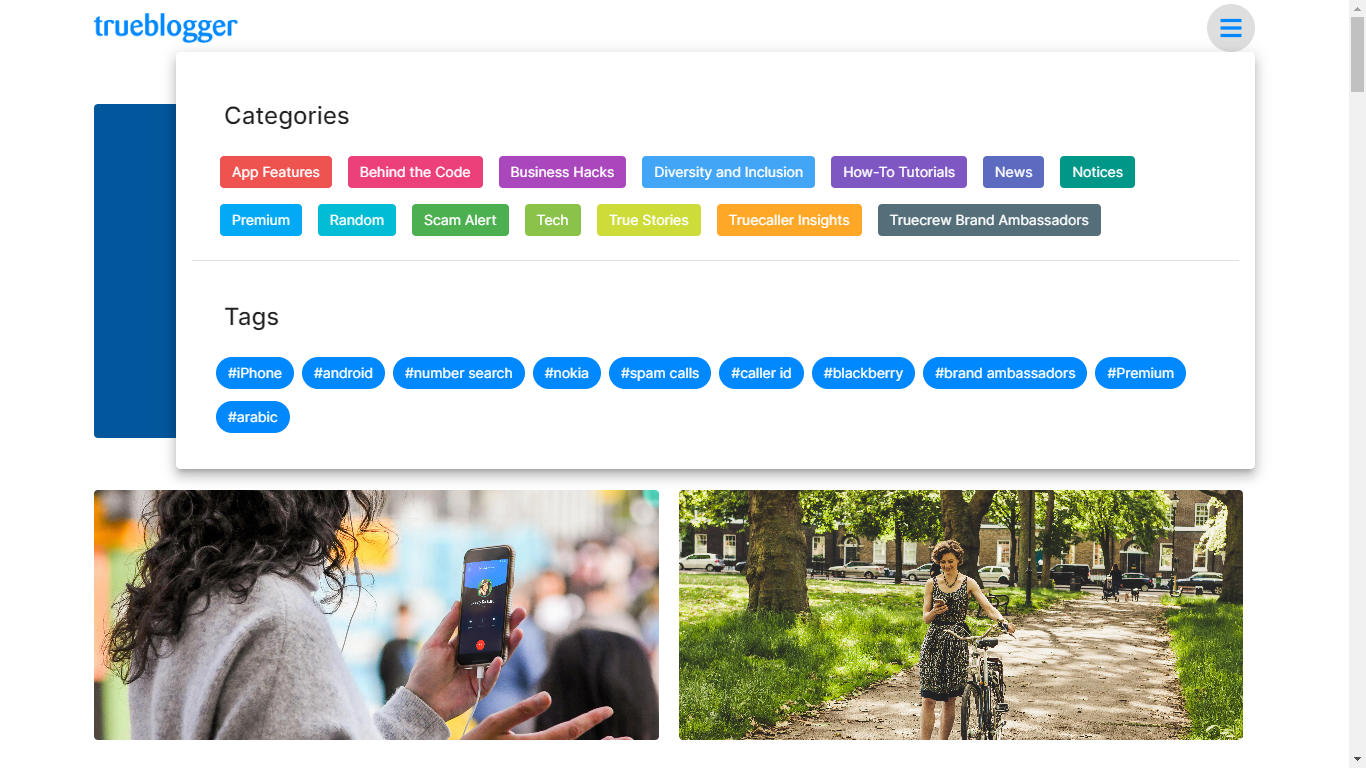 trueblogger
Categories
App Features Behind the Code Business Hacks Diversity and Inclusion How-To Tutorials News Notices
Premium Random Scam Alert Tech True Stories Truecaller Insights Truecrew Brand Ambassadors
Tags
#iPhone #android #number search #nokia #spam calls #caller id #blackberry #brand ambassadors #Premium
#arabic